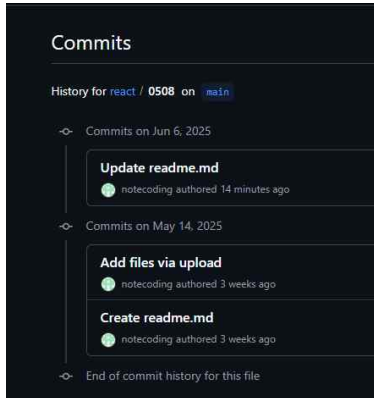 Commits
History for react / 0508 on main
Commits on Jun 6, 2025
Update readme.md
notecoding authored 14 minutes ago
Commits on May 14, 2025
Add files via upload
notecoding authored 3 weeks ago
Create readme.md
notecoding authored 3 weeks ago
End of commit history for this file